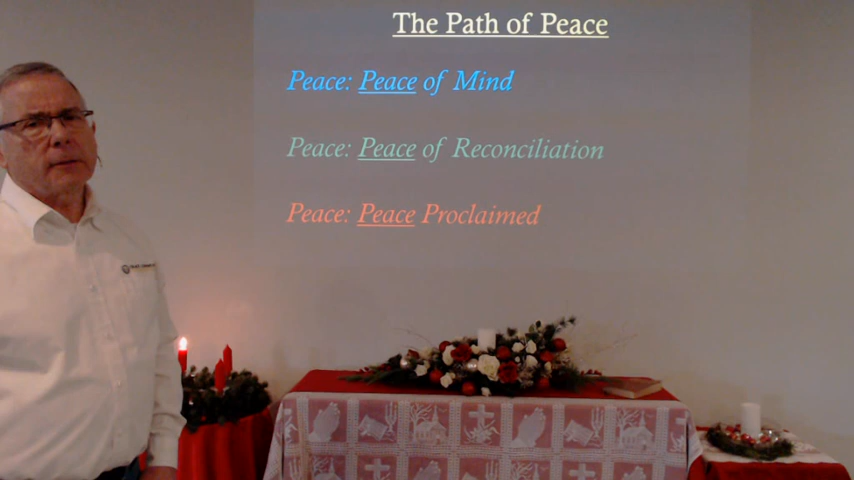 The Path of Peace
Peace: Peace of Mind
Peace: Peace of Reconciliation
Peace: Peace Proclaimed